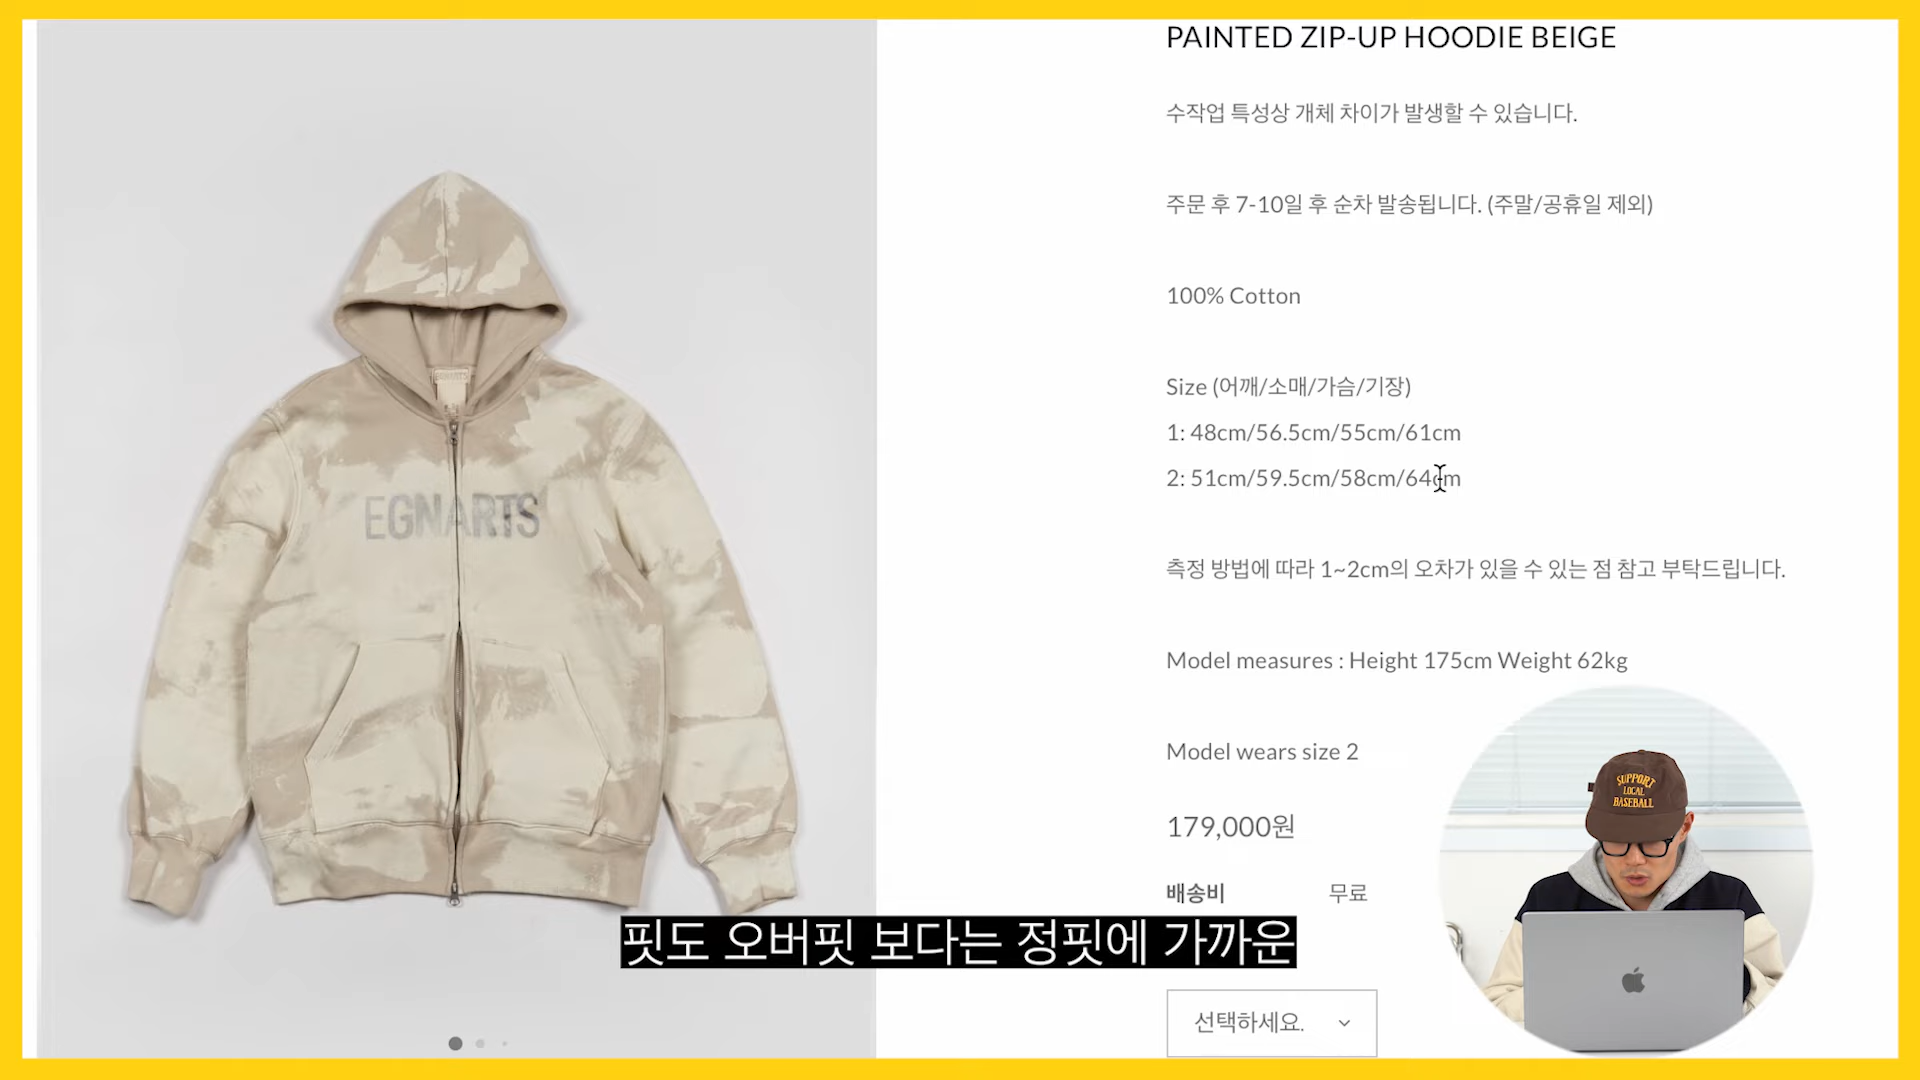 PAINTED ZIP-UP HOODIE BEIGE
수작업 특성상 개체 차이가 발생할 수 있습니다.
주문 후 7-10일 후 순차 발송됩니다. (주말/공휴일 제외)
100% Cotton
Size (어깨/소매/가슴/기장)
1: 48cm/56.5cm/55cm/61cm
2: 51cm/59.5cm/58cm/64cm
측정 방법에 따라 1~2cm의 오차가 있을 수 있는 점 참고 부탁드립니다.
Model measures : Height 175cm Weight 62kg
Model wears size 2
179,000원
배송비 무료
선택하세요.
EGNARTS
SUPPORT
LOCAL
BASEBALL
핏도 오버핏 보다는 정핏에 가까운